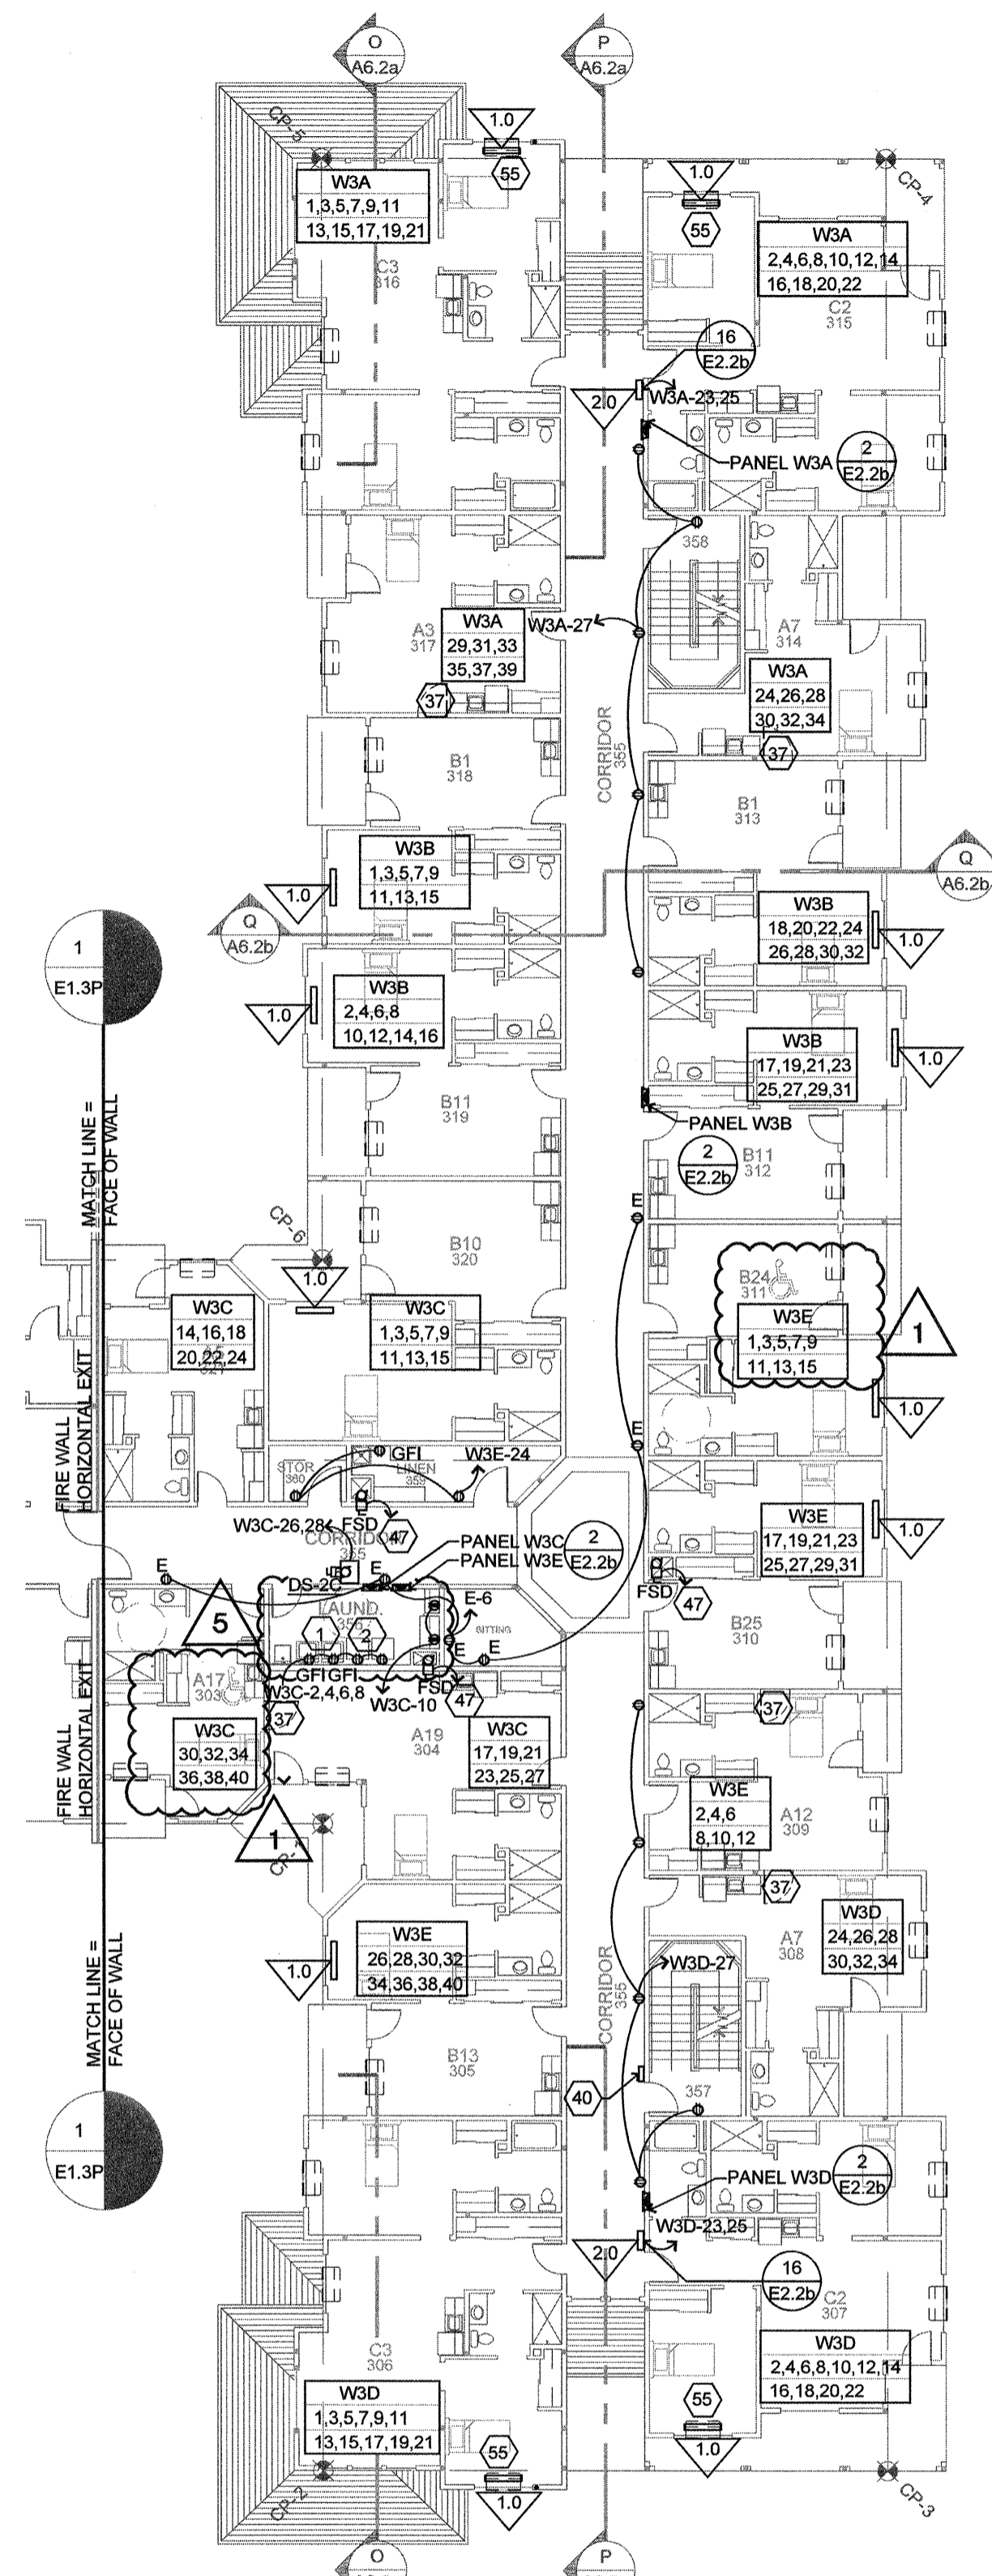 O
A6.2a
P
A6.2a
CP-5
1.0
55
W3A
1,3,5,7,9,11
13,15,17,19,21
C3
316
1.0
55
CP-4
W3A
2,4,6,8,10,12,14
16,18,20,22
C2
315
16
E2.2b
2.0
W3A-23,25
PANEL W3A
2
E2.2b
358
W3A-27
A3
317
W3A
29,31,33
35,37,39
37
A7
314
W3A
24,26,28
30,32,34
37
CORRIDOR
355
B1
318
B1
313
W3B
1,3,5,7,9
11,13,15
1.0
Q
A6.2b
Q
A6.2b
W3B
18,20,22,24
26,28,30,32
1.0
1
E1.3P
W3B
2,4,6,8
10,12,14,16
1.0
W3B
17,19,21,23
25,27,29,31
1.0
PANEL W3B
2
E2.2b
B11
319
B11
312
MATCH LINE =
FACE OF WALL
E
CP-6
1.0
B10
320
B24
311
W3E
1,3,5,7,9
11,13,15
1
1.0
W3C
14,16,18
20,22,24
W3C
1,3,5,7,9
11,13,15
FIRE WALL
HORIZONTAL EXIT
E
GFI
STOR
360
LINEN
359
W3E-24
W3C-26,28
FSD
47
CORRIDOR
355
PANEL W3C
PANEL W3E
2
E2.2b
W3E
17,19,21,23
25,27,29,31
1.0
FSD
47
E
DS-2C
E
5
LAUND.
356
1
2
E-6
SITTING
E
E
GFI
GFI
W3C-2,4,6,8
W3C-10
FSD
47
B25
310
A17
303
37
W3C
30,32,34
36,38,40
A19
304
W3C
17,19,21
23,25,27
37
FIRE WALL
HORIZONTAL EXIT
1
W3E
2,4,6
8,10,12
A12
309
37
W3E
26,28,30,32
34,36,38,40
1.0
A7
308
W3D
24,26,28
30,32,34
MATCH LINE =
FACE OF WALL
CORRIDOR
355
W3D-27
B13
305
40
357
1
E1.3P
PANEL W3D
2
E2.2b
W3D-23,25
2.0
16
E2.2b
C2
307
C3
306
W3D
2,4,6,8,10,12,14
16,18,20,22
W3D
1,3,5,7,9,11
13,15,17,19,21
55
1.0
55
1.0
CP-2
CP-3
O
P